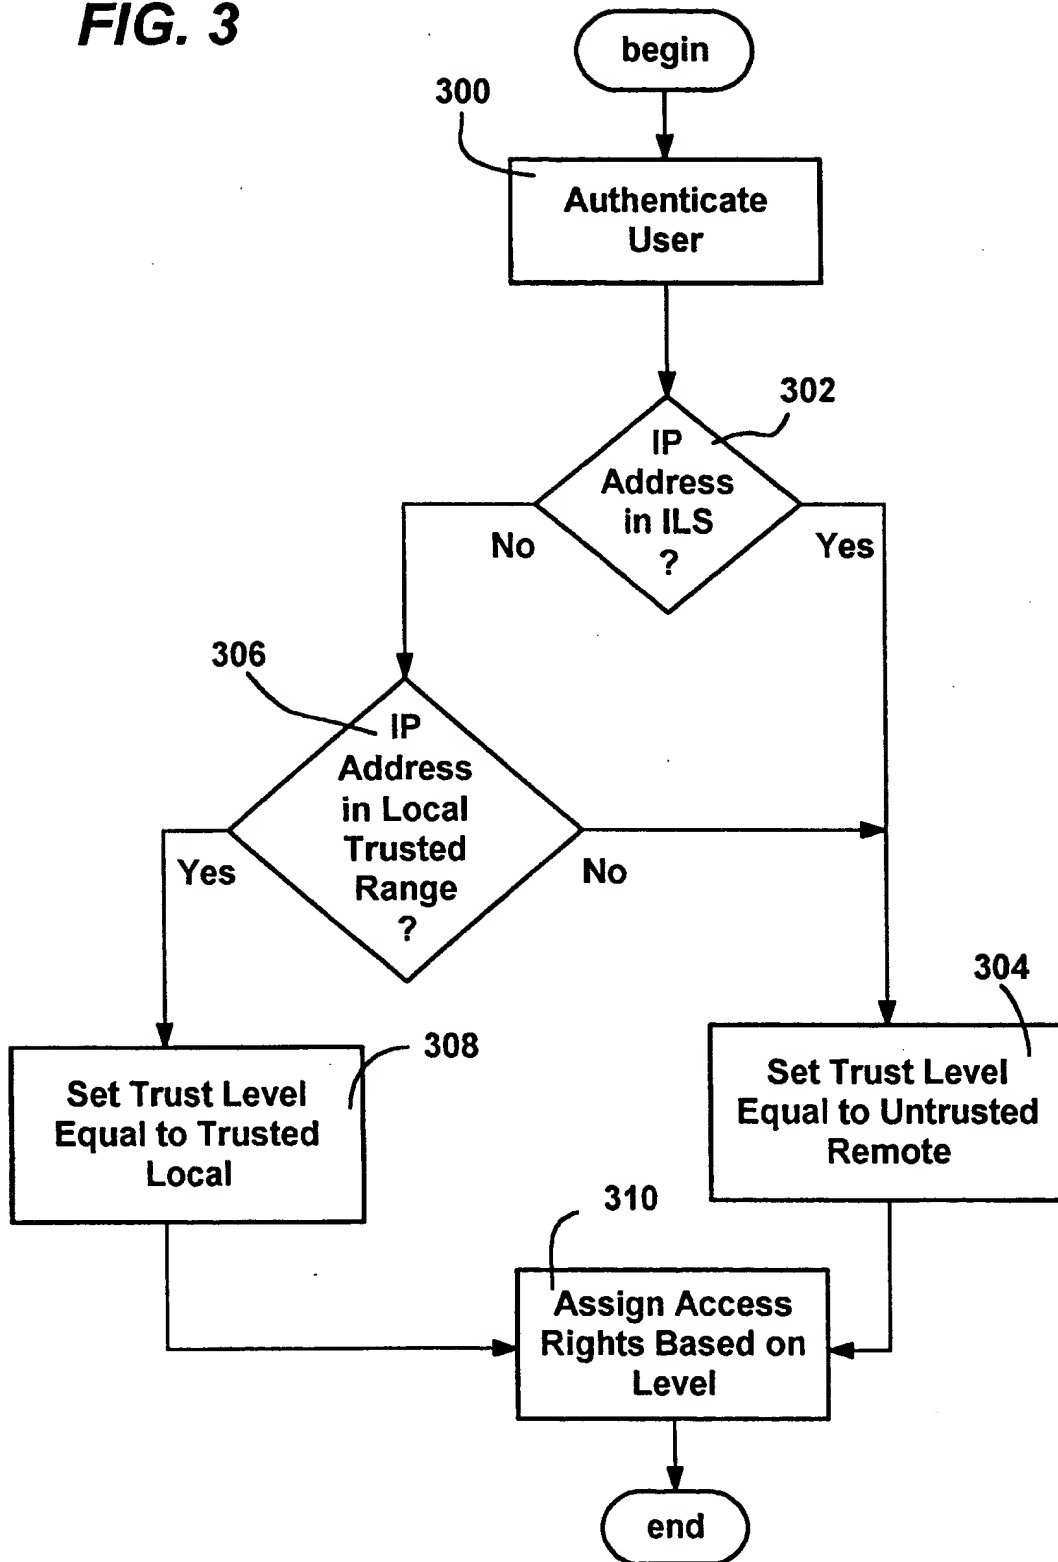 FIG. 3
begin
300
Authenticate
User
302
IP
Address
in ILS
?
No
Yes
306
IP
Address
in Local
Trusted
Range
?
Yes
No
304
308
Set Trust Level
Equal to Trusted
Local
Set Trust Level
Equal to Untrusted
Remote
310
Assign Access
Rights Based on
Level
end